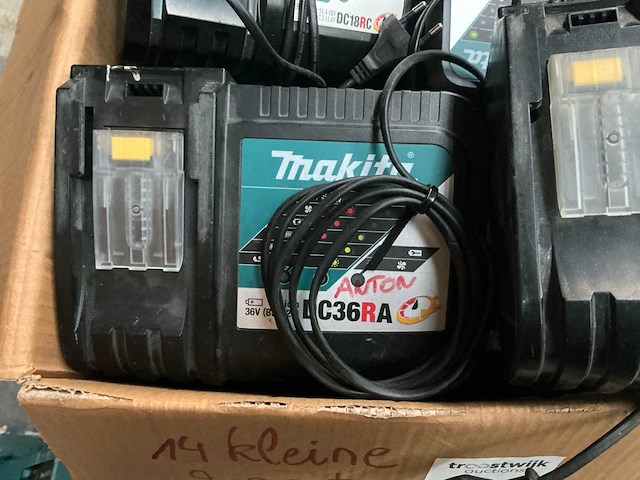 DC18RC
makita
ANTON
36V
DC36RA
14 kleine
troostwijk
auctions